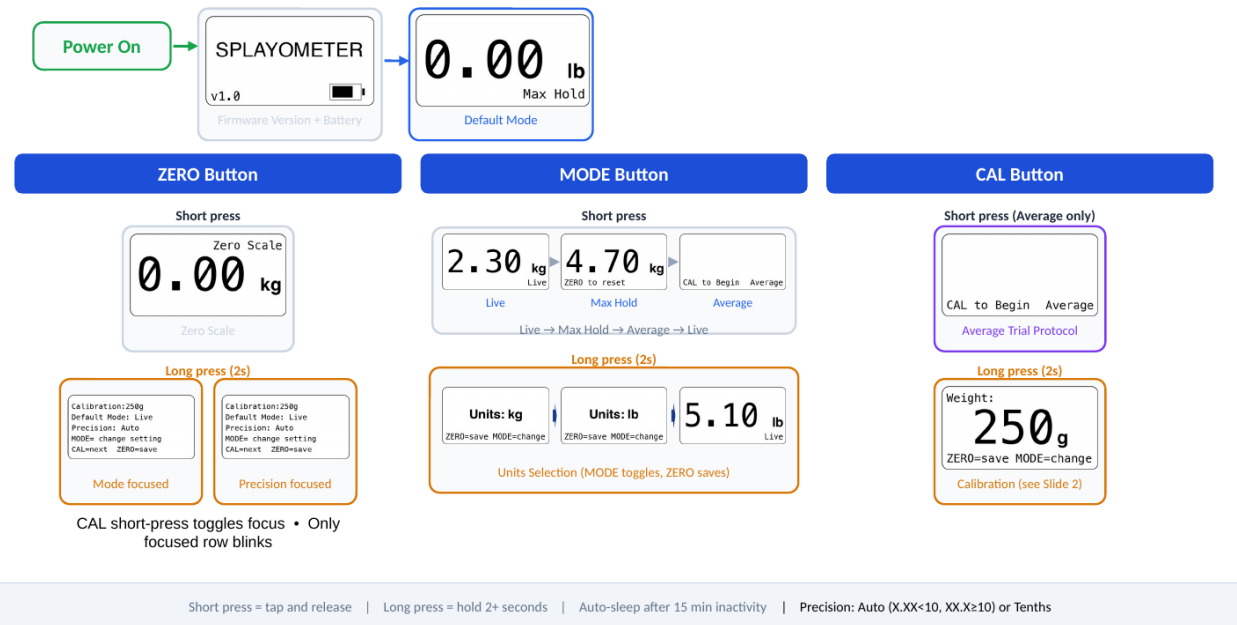 Power On
SPLAYOMETER
v1.0
Firmware Version + Battery
0.00 lb
Max Hold
Default Mode
ZERO Button
Short press
Zero Scale
0.00 kg
Zero Scale
Long press (2s)
Calibration:250g
Default Mode: Live
Precision: Auto
MODE= change setting
CAL=next ZERO=save
Mode focused
Calibration:250g
Default Mode: Live
Precision: Auto
MODE= change setting
CAL=next ZERO=save
Precision focused
CAL short-press toggles focus • Only
focused row blinks
MODE Button
Short press
2.30 kg
Live
Live
4.70 kg
ZERO to reset
Max Hold
CAL to Begin Average
Average
Live → Max Hold → Average → Live
Long press (2s)
Units: kg
ZERO=save MODE=change
Units: lb
ZERO=save MODE=change
5.10 lb
Live
Units Selection (MODE toggles, ZERO saves)
CAL Button
Short press (Average only)
CAL to Begin Average
Average Trial Protocol
Long press (2s)
Weight:
250g
ZERO=save MODE=change
Calibration (see Slide 2)
Short press = tap and release | Long press = hold 2+ seconds | Auto-sleep after 15 min inactivity | Precision: Auto (X.XX<10, XX.X≥10) or Tenths